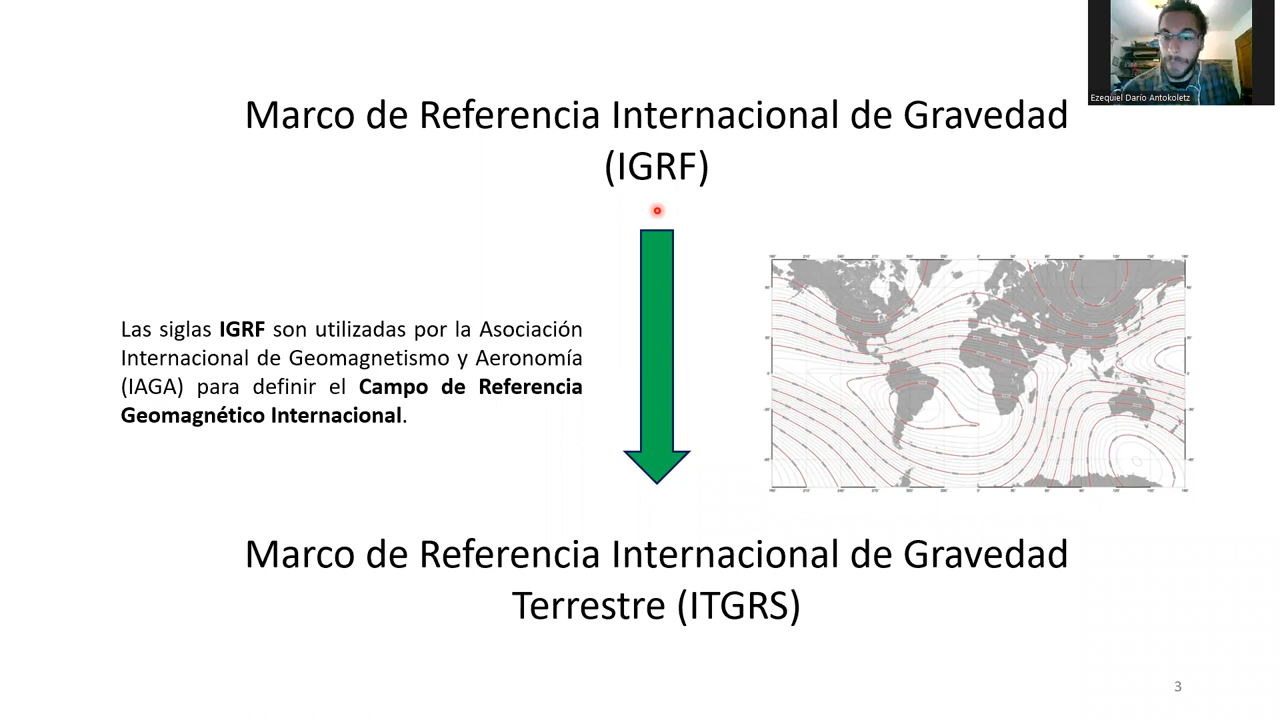 Ezequiel Darío Antokoletz
Marco de Referencia Internacional de Gravedad
(IGRF)
Las siglas IGRF son utilizadas por la Asociación
Internacional de Geomagnetismo y Aeronomía
(IAGA) para definir el Campo de Referencia
Geomagnético Internacional.
Marco de Referencia Internacional de Gravedad
Terrestre (ITGRS)
3